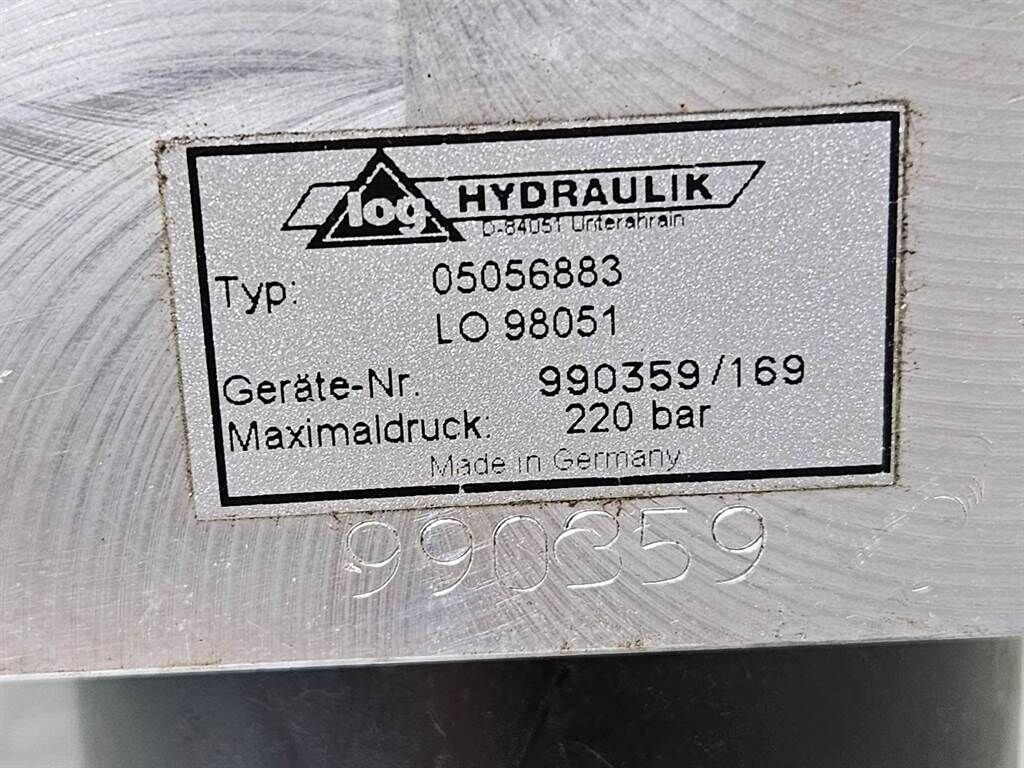 log HYDRAULIK
D-84051 Unterahrain
Typ: 05056883
LO 98051
Geräte-Nr. 990359/169
Maximaldruck: 220 bar
Made in Germany
990359